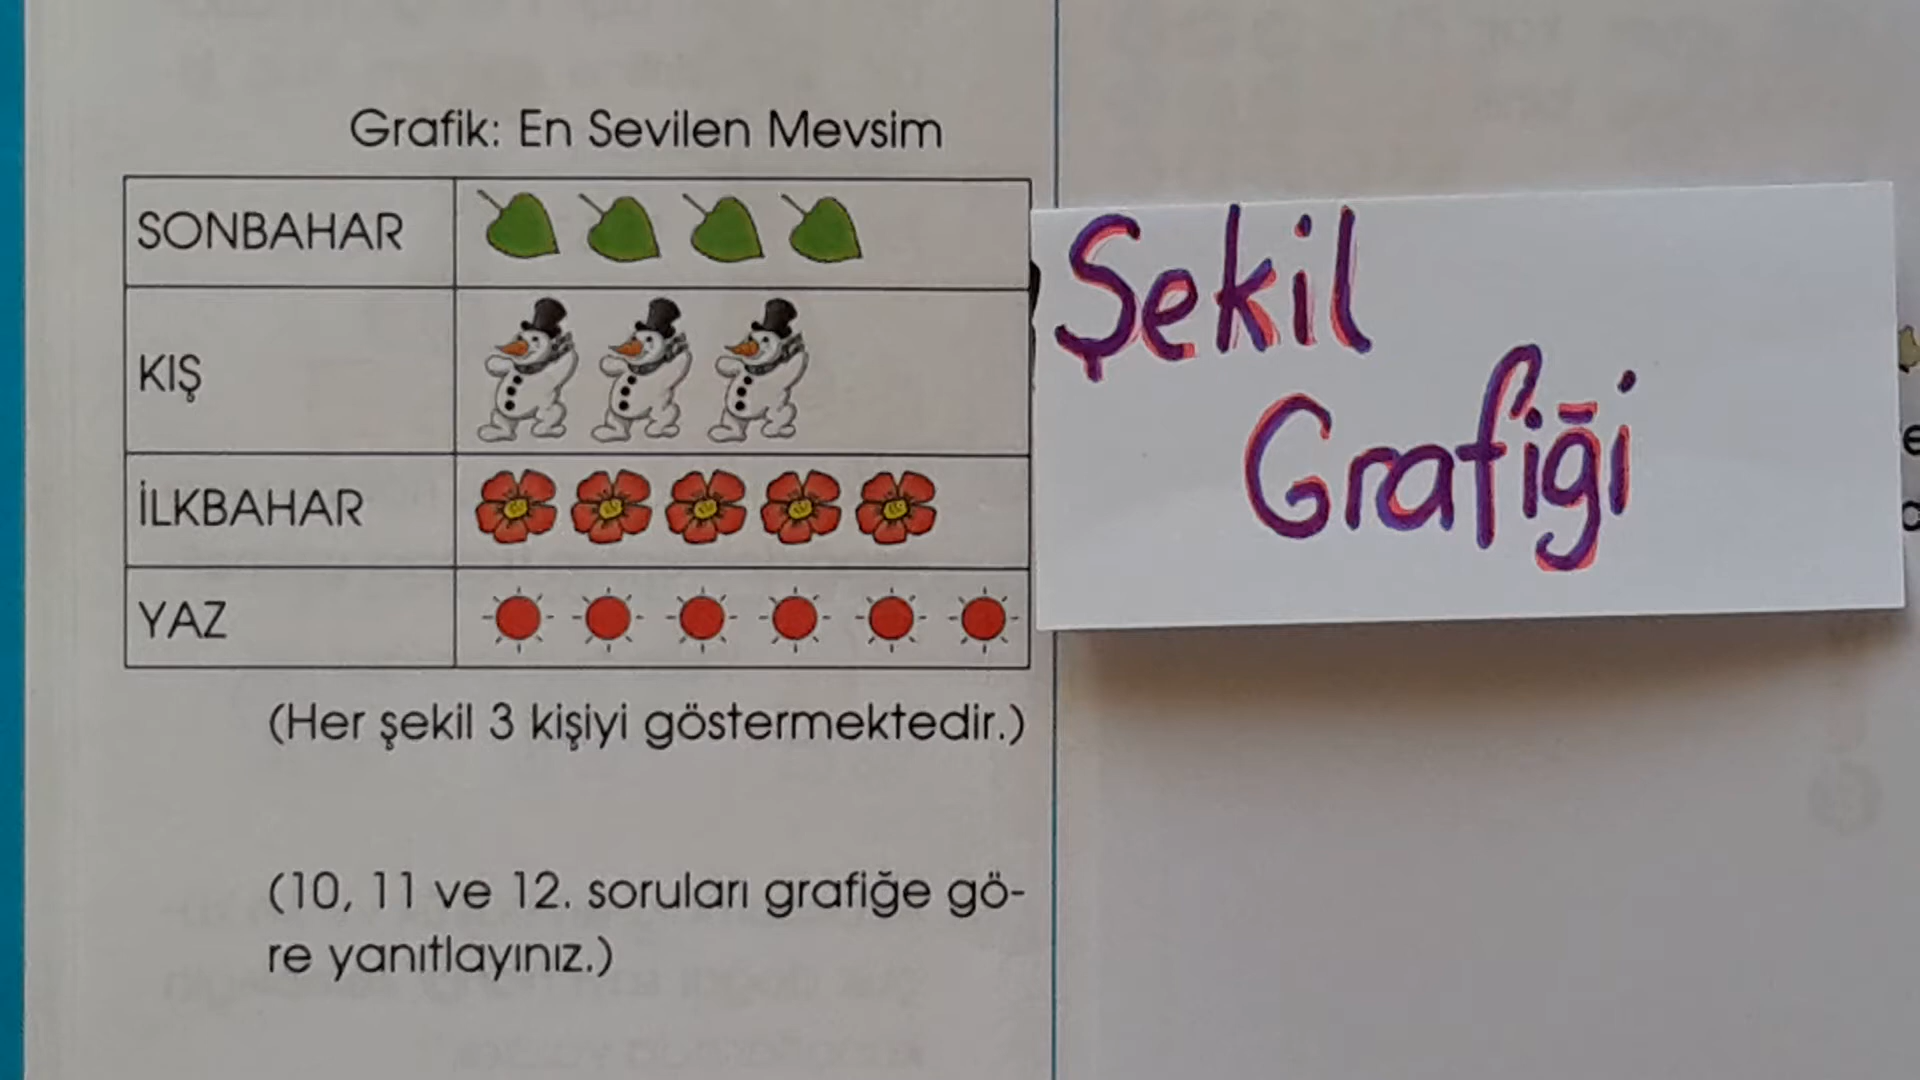 Grafik: En Sevilen Mevsim
SONBAHAR
KIŞ
İLKBAHAR
YAZ
(Her şekil 3 kişiyi göstermektedir.)
(10, 11 ve 12. soruları grafiğe gö-
re yanıtlayınız.)
Şekil
Grafiği